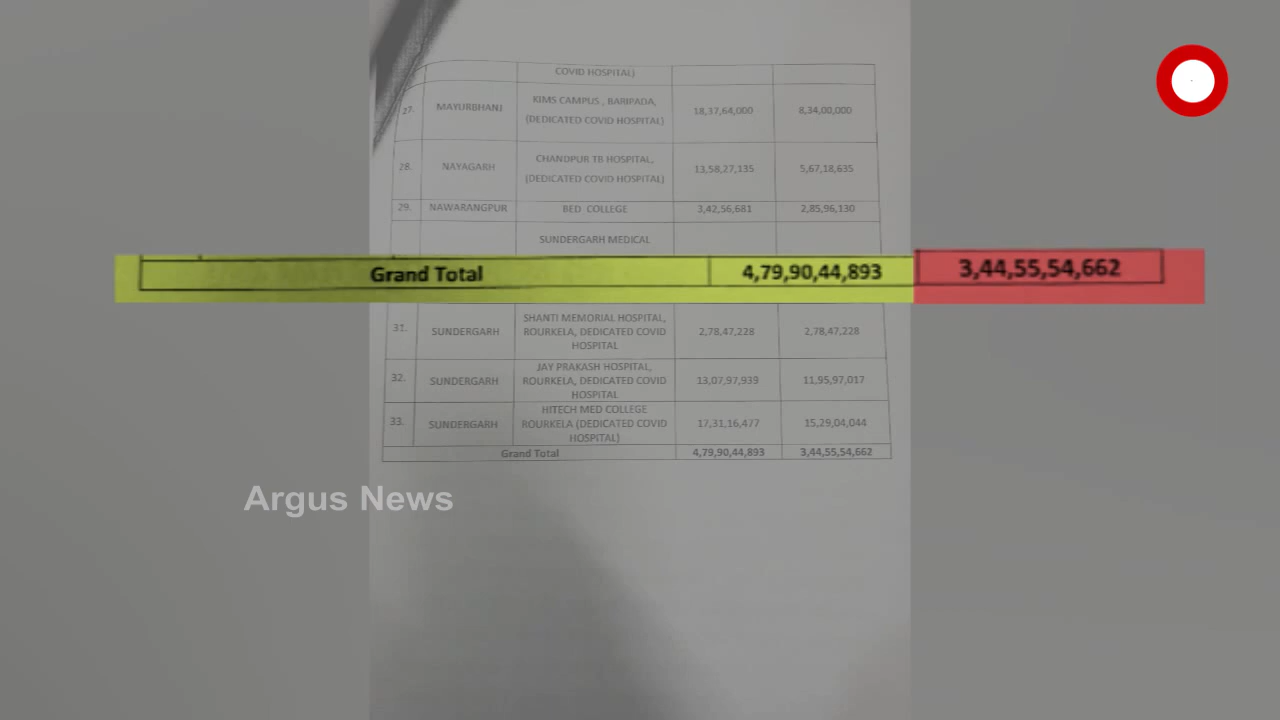 COVID HOSPITAL)
27. MAYURBHANJ KIMS CAMPUS , BARIPADA, (DEDICATED COVID HOSPITAL) 18,37,64,000 8,34,00,000
28. NAYAGARH CHANDPUR TB HOSPITAL, (DEDICATED COVID HOSPITAL) 13,58,27,135 5,67,18,635
29. NAWARANGPUR BED COLLEGE 3,42,56,681 2,85,96,130
SUNDERGARH MEDICAL
Grand Total 4,79,90,44,893 3,44,55,54,662
31. SUNDERGARH SHANTI MEMORIAL HOSPITAL, ROURKELA, DEDICATED COVID HOSPITAL 2,78,47,228 2,78,47,228
32. SUNDERGARH JAY PRAKASH HOSPITAL, ROURKELA, DEDICATED COVID HOSPITAL 13,07,97,939 11,95,97,017
33. SUNDERGARH HITECH MED COLLEGE ROURKELA (DEDICATED COVID HOSPITAL) 17,31,16,477 15,29,04,044
Grand Total 4,79,90,44,893 3,44,55,54,662
Argus News